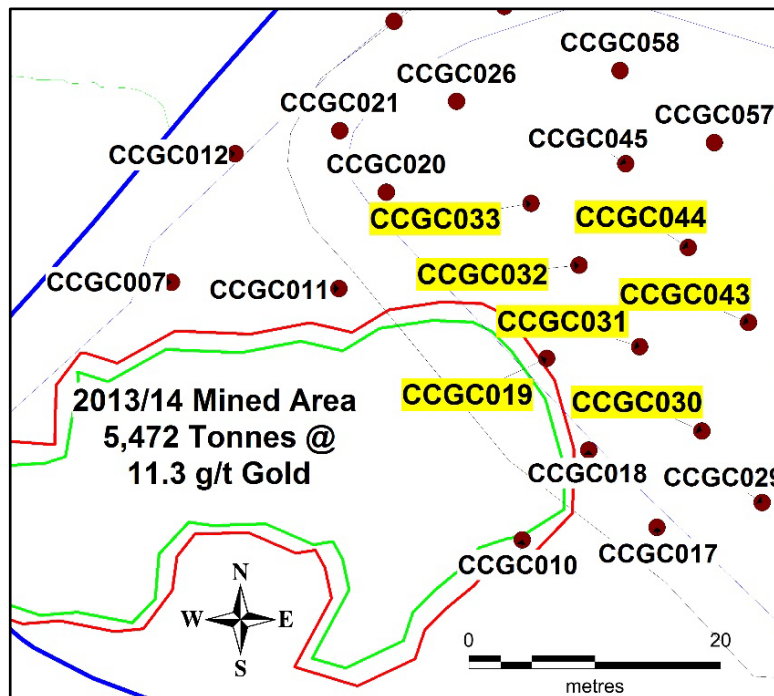 CCGC058
CCGC026
CCGC021
CCGC057
CCGC045
CCGC012
CCGC020
CCGC033
CCGC044
CCGC032
CCGC007
CCGC011
CCGC043
CCGC031
2013/14 Mined Area
5,472 Tonnes @
11.3 g/t Gold
CCGC019
CCGC030
CCGC018
CCGC029
CCGC010
CCGC017
N
W
E
S
0
20
metres